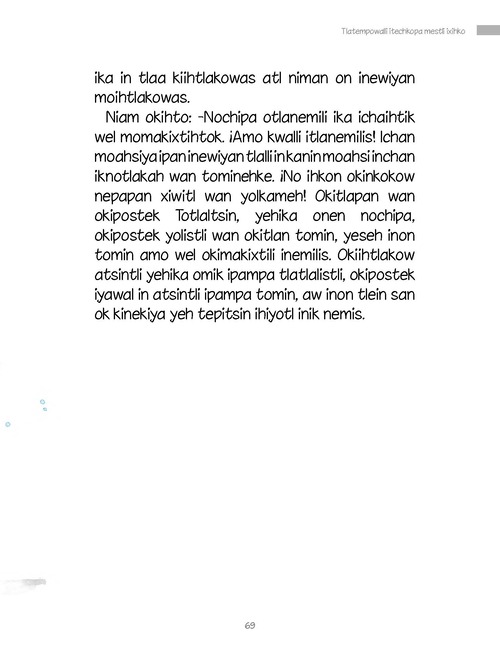 Tlatempowalli itechkopa mestli ixihko
ika in tlaa kiihtlakowas atl niman on inewiyan
moihtlakowas.
Niam okihto: -Nochipa otlanemili ika ichaihtik
wel momakixtihtok. ¡Amo kwalli itlanemilis! Ichan
moahsiya ipan inewiyan tlalli in kanin moahsi inchan
iknotlakah wan tominehke. ¡No ihkon okinkokow
nepapan xiwitl wan yolkameh! Okitlapan wan
okipostek Totlaltsin, yehika onen nochipa,
okipostek yolistli wan okitlan tomin, yeseh inon
tomin amo wel okimakixtili inemilis. Okiihtlakow
atsintli yehika omik ipampa tlatlalistli, okipostek
iyawal in atsintli ipampa tomin, aw inon tlein san
ok kinekiya yeh tepitsin ihiyotl inik nemis.
69